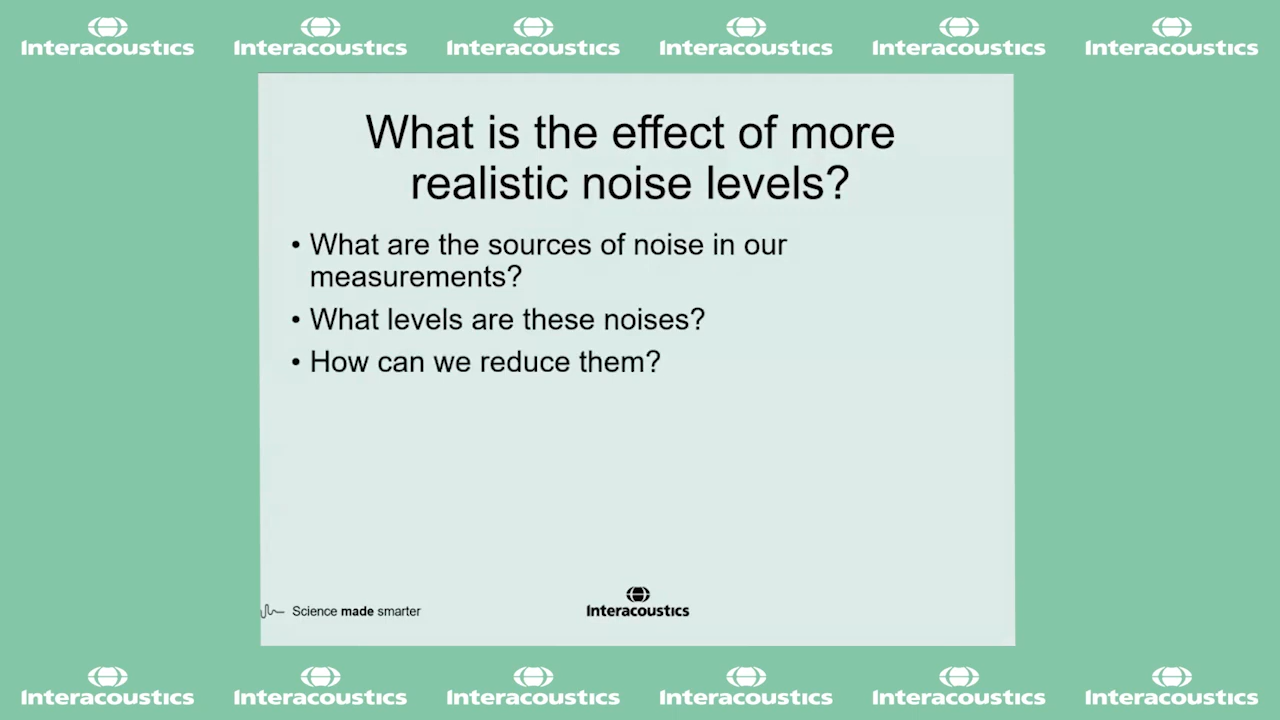 Interacoustics Interacoustics Interacoustics Interacoustics Interacoustics Interacoustics
What is the effect of more
realistic noise levels?
• What are the sources of noise in our
measurements?
• What levels are these noises?
• How can we reduce them?
Science made smarter
Interacoustics
Interacoustics Interacoustics Interacoustics Interacoustics Interacoustics Interacoustics